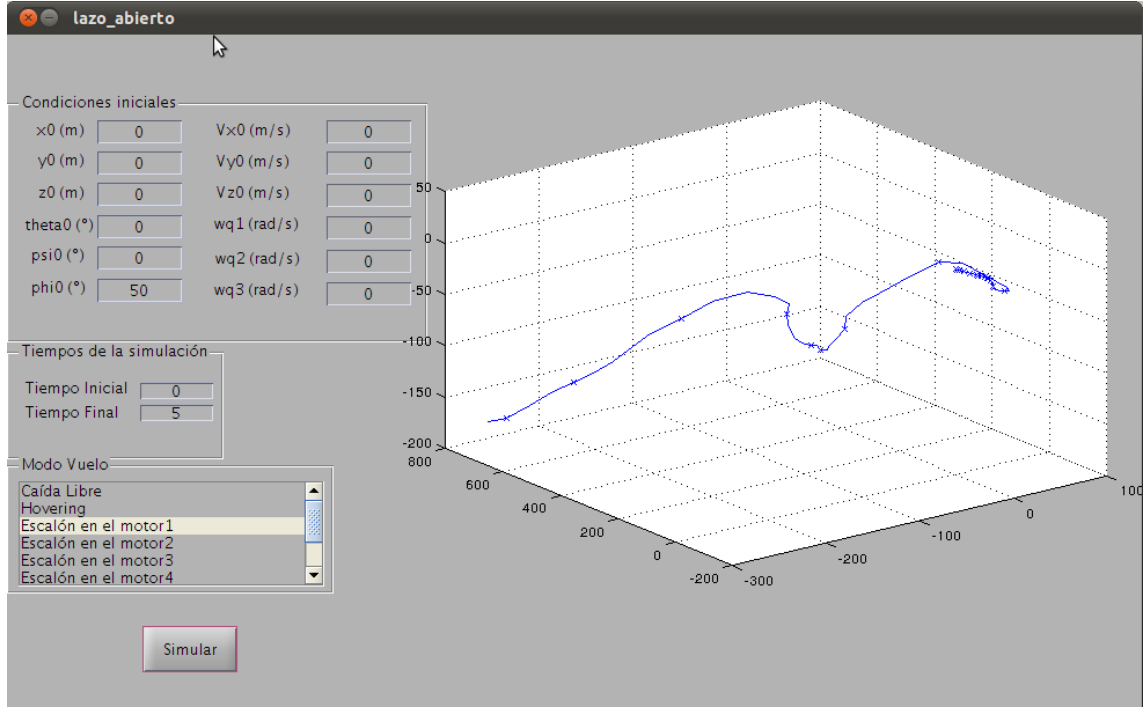 lazo_abierto
Condiciones iniciales
x0 (m) 0 Vx0 (m/s) 0
y0 (m) 0 Vy0 (m/s) 0
z0 (m) 0 Vz0 (m/s) 0
theta0 (°) 0 wq1 (rad/s) 0
psi0 (°) 0 wq2 (rad/s) 0
phi0 (°) 50 wq3 (rad/s) 0
Tiempos de la simulación
Tiempo Inicial 0
Tiempo Final 5
Modo Vuelo
Caída Libre
Hovering
Escalón en el motor1
Escalón en el motor2
Escalón en el motor3
Escalón en el motor4
Simular
50
0
-50
-100
-150
-200
800
600
400
200
0
-200
-300
-200
-100
0
100